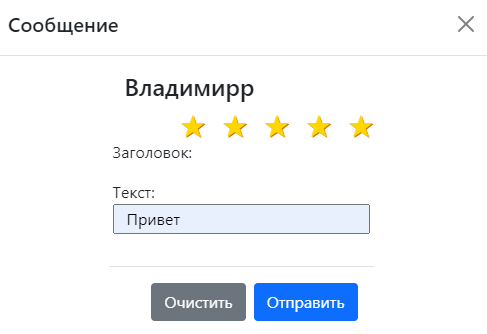 Сообщение
Владимирр
Заголовок:
Текст:
Привет
Очистить Отправить